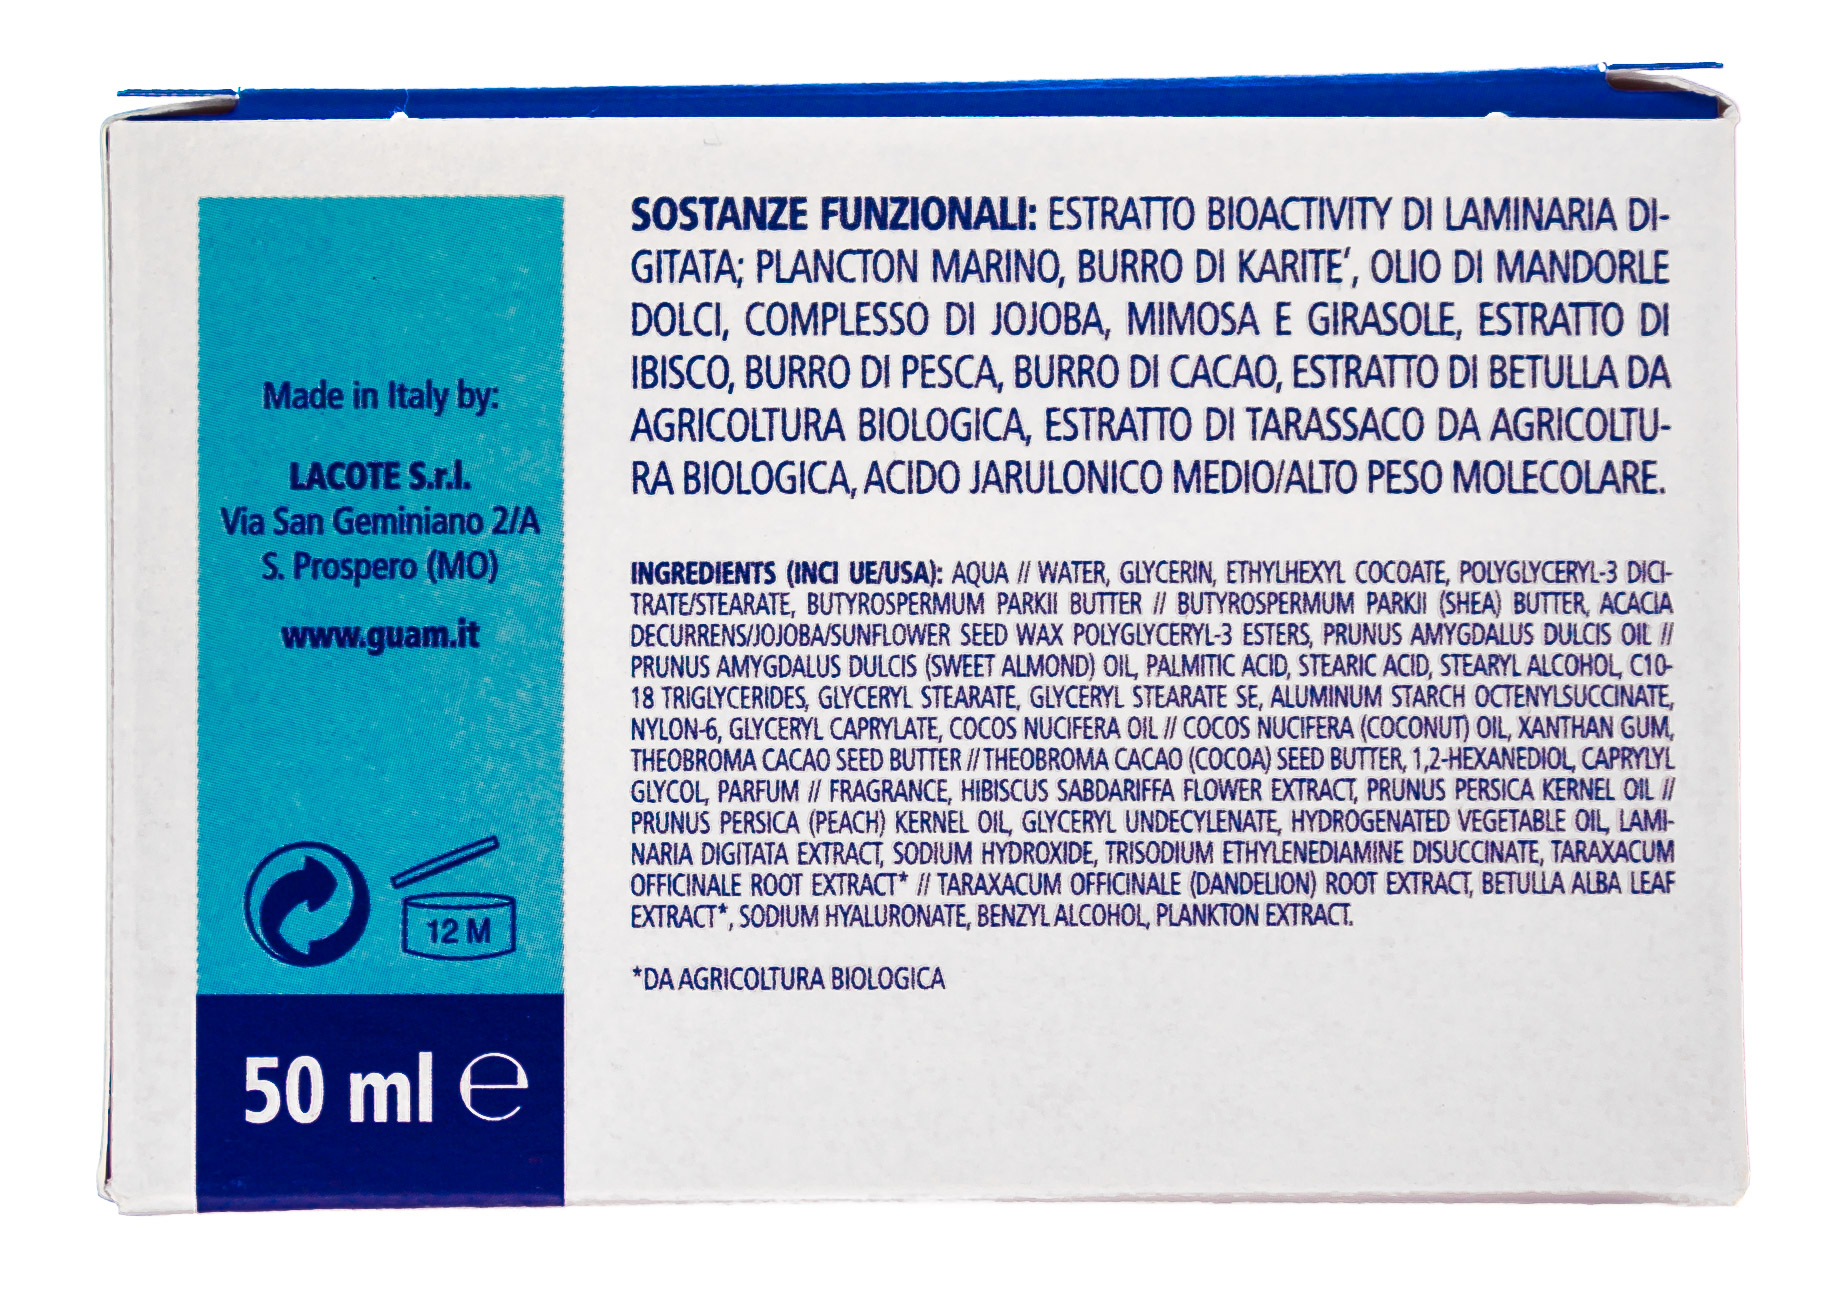 Made in Italy by:
LACOTE S.r.l.
Via San Geminiano 2/A
S. Prospero (MO)
www.guam.it
12 M
50 ml ℮
SOSTANZE FUNZIONALI: ESTRATTO BIOACTIVITY DI LAMINARIA DI-
GITATA; PLANCTON MARINO, BURRO DI KARITE', OLIO DI MANDORLE
DOLCI, COMPLESSO DI JOJOBA, MIMOSA E GIRASOLE, ESTRATTO DI
IBISCO, BURRO DI PESCA, BURRO DI CACAO, ESTRATTO DI BETULLA DA
AGRICOLTURA BIOLOGICA, ESTRATTO DI TARASSACO DA AGRICOLTU-
RA BIOLOGICA, ACIDO JARULONICO MEDIO/ALTO PESO MOLECOLARE.
INGREDIENTS (INCI UE/USA): AQUA // WATER, GLYCERIN, ETHYLHEXYL COCOATE, POLYGLYCERYL-3 DICI-
TRATE/STEARATE, BUTYROSPERMUM PARKII BUTTER // BUTYROSPERMUM PARKII (SHEA) BUTTER, ACACIA
DECURRENS/JOJOBA/SUNFLOWER SEED WAX POLYGLYCERYL-3 ESTERS, PRUNUS AMYGDALUS DULCIS OIL //
PRUNUS AMYGDALUS DULCIS (SWEET ALMOND) OIL, PALMITIC ACID, STEARIC ACID, STEARYL ALCOHOL, C10-
18 TRIGLYCERIDES, GLYCERYL STEARATE, GLYCERYL STEARATE SE, ALUMINUM STARCH OCTENYLSUCCINATE,
NYLON-6, GLYCERYL CAPRYLATE, COCOS NUCIFERA OIL // COCOS NUCIFERA (COCONUT) OIL, XANTHAN GUM,
THEOBROMA CACAO SEED BUTTER // THEOBROMA CACAO (COCOA) SEED BUTTER, 1,2-HEXANEDIOL, CAPRYLYL
GLYCOL, PARFUM // FRAGRANCE, HIBISCUS SABDARIFFA FLOWER EXTRACT, PRUNUS PERSICA KERNEL OIL //
PRUNUS PERSICA (PEACH) KERNEL OIL, GLYCERYL UNDECYLENATE, HYDROGENATED VEGETABLE OIL, LAMI-
NARIA DIGITATA EXTRACT, SODIUM HYDROXIDE, TRISODIUM ETHYLENEDIAMINE DISUCCINATE, TARAXACUM
OFFICINALE ROOT EXTRACT* // TARAXACUM OFFICINALE (DANDELION) ROOT EXTRACT, BETULLA ALBA LEAF
EXTRACT*, SODIUM HYALURONATE, BENZYL ALCOHOL, PLANKTON EXTRACT.
*DA AGRICOLTURA BIOLOGICA